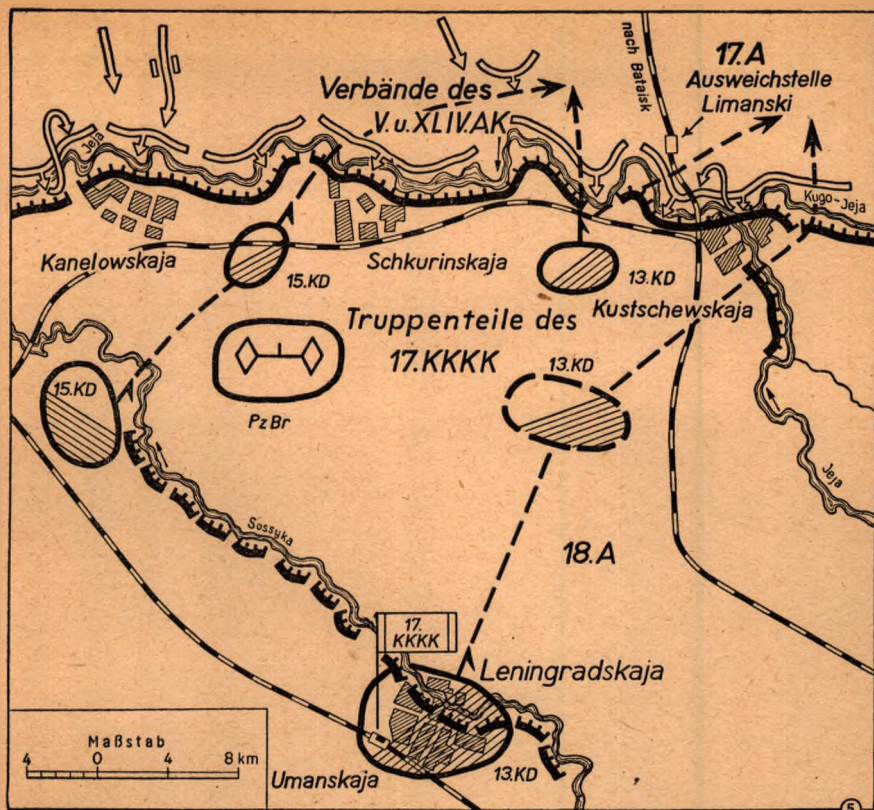 nach Bataisk
17.A
Ausweichstelle
Limanski
Verbände des
V. u. XLIV. AK
Jeja
Kugo-Jeja
Kanelowskaja
15.KD
Schkurinskaja
13.KD
Kustschewskaja
Truppenteile des
17.KKKK
15.KD
PzBr
13.KD
Jeja
Sossyka
18.A
17.
KKKK
Leningradskaja
Umanskaja
13.KD
Maßstab
4 0 4 8 km
5